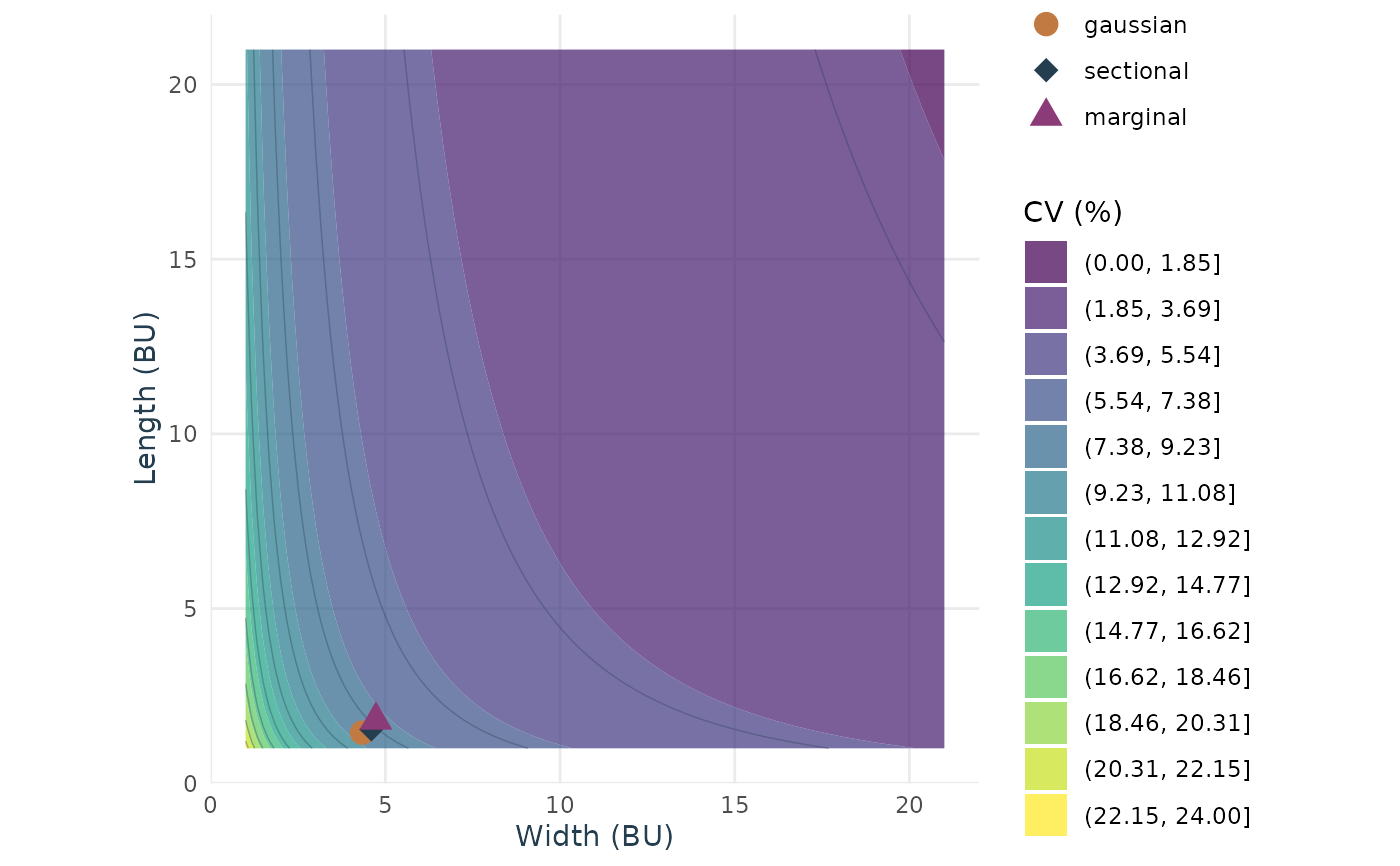 gaussian
sectional
marginal
CV (%)
(0.00, 1.85]
(1.85, 3.69]
(3.69, 5.54]
(5.54, 7.38]
(7.38, 9.23]
(9.23, 11.08]
(11.08, 12.92]
(12.92, 14.77]
(14.77, 16.62]
(16.62, 18.46]
(18.46, 20.31]
(20.31, 22.15]
(22.15, 24.00]
Length (BU)
20
15
10
5
0
0 5 10 15 20
Width (BU)